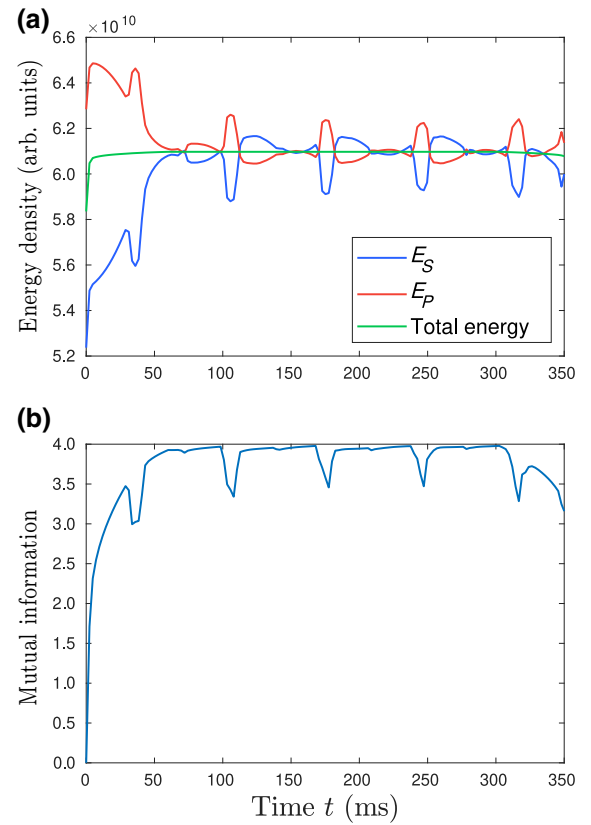 (a)
× 10^10
6.6
6.4
6.2
6.0
5.8
5.6
5.4
5.2
Energy density (arb. units)
E_S
E_P
Total energy
0 50 100 150 200 250 300 350
(b)
4.0
3.5
3.0
2.5
2.0
1.5
1.0
0.5
0.0
Mutual information
0 50 100 150 200 250 300 350
Time t (ms)